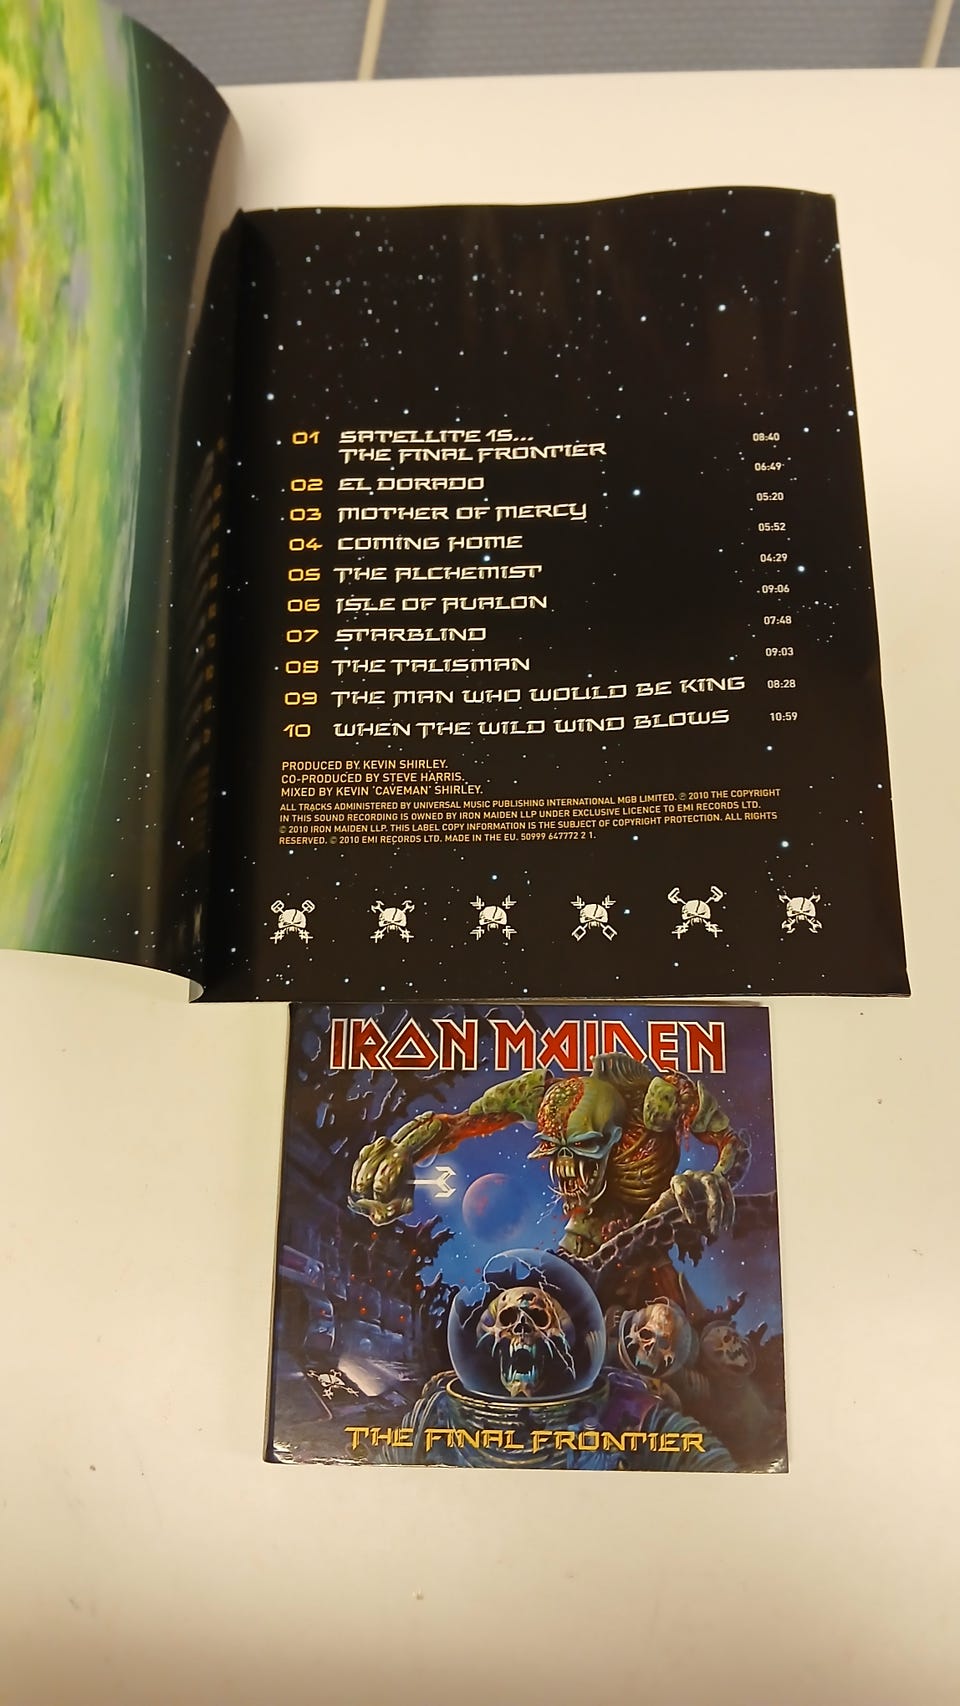 01 SATELLITE 15... 08:40
THE FINAL FRONTIER
02 EL DORADO 06:49
03 MOTHER OF MERCY 05:20
04 COMING HOME 05:52
05 THE ALCHEMIST 04:29
06 ISLE OF AVALON 09:06
07 STARBLIND 07:48
08 THE TALISMAN 09:03
09 THE MAN WHO WOULD BE KING 08:28
10 WHEN THE WILD WIND BLOWS 10:59
PRODUCED BY KEVIN SHIRLEY.
CO-PRODUCED BY STEVE HARRIS.
MIXED BY KEVIN 'CAVEMAN' SHIRLEY.
ALL TRACKS ADMINISTERED BY UNIVERSAL MUSIC PUBLISHING INTERNATIONAL MGB LIMITED. ℗ 2010 THE COPYRIGHT
IN THIS SOUND RECORDING IS OWNED BY IRON MAIDEN LLP UNDER EXCLUSIVE LICENCE TO EMI RECORDS LTD.
© 2010 IRON MAIDEN LLP. THIS LABEL COPY INFORMATION IS THE SUBJECT OF COPYRIGHT PROTECTION. ALL RIGHTS
RESERVED. © 2010 EMI RECORDS LTD. MADE IN THE EU. 50999 647772 2 1.
IRON MAIDEN
THE FINAL FRONTIER